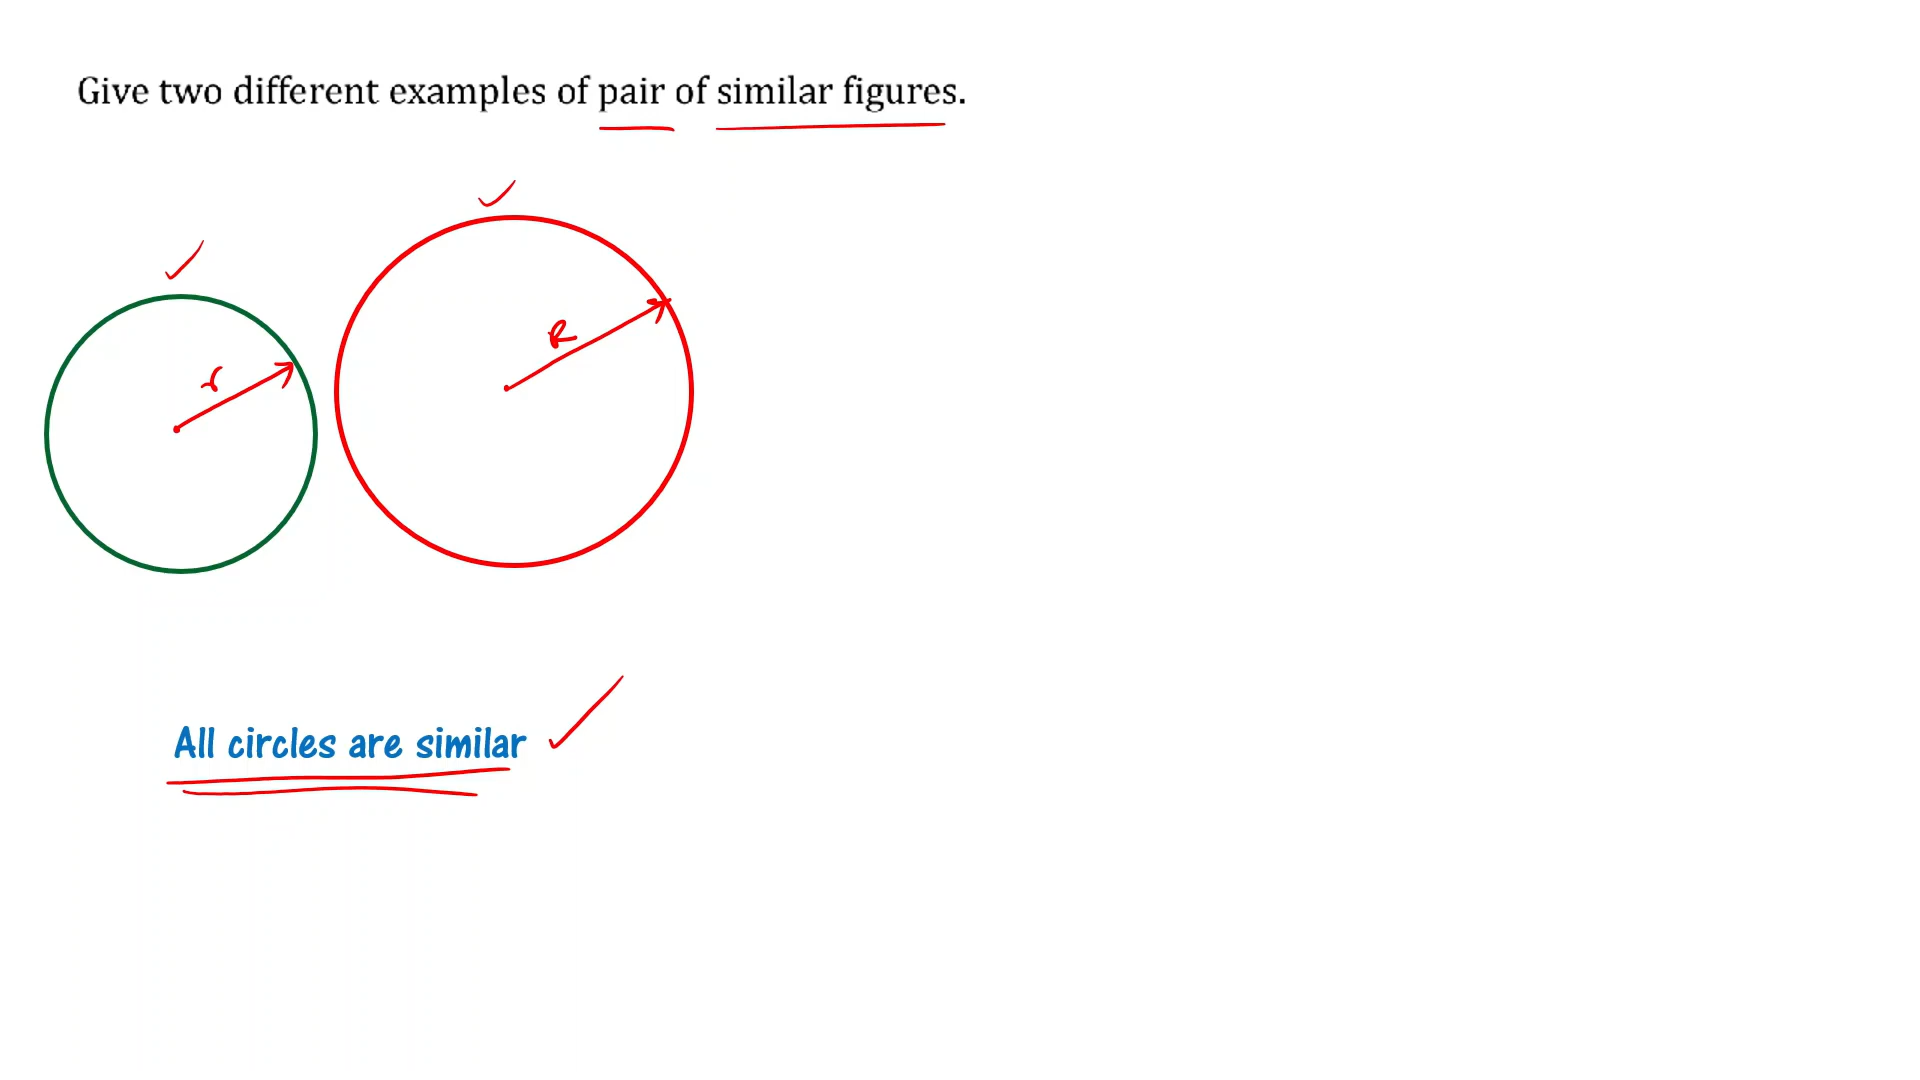 Give two different examples of pair of similar figures.
R
r
All circles are similar